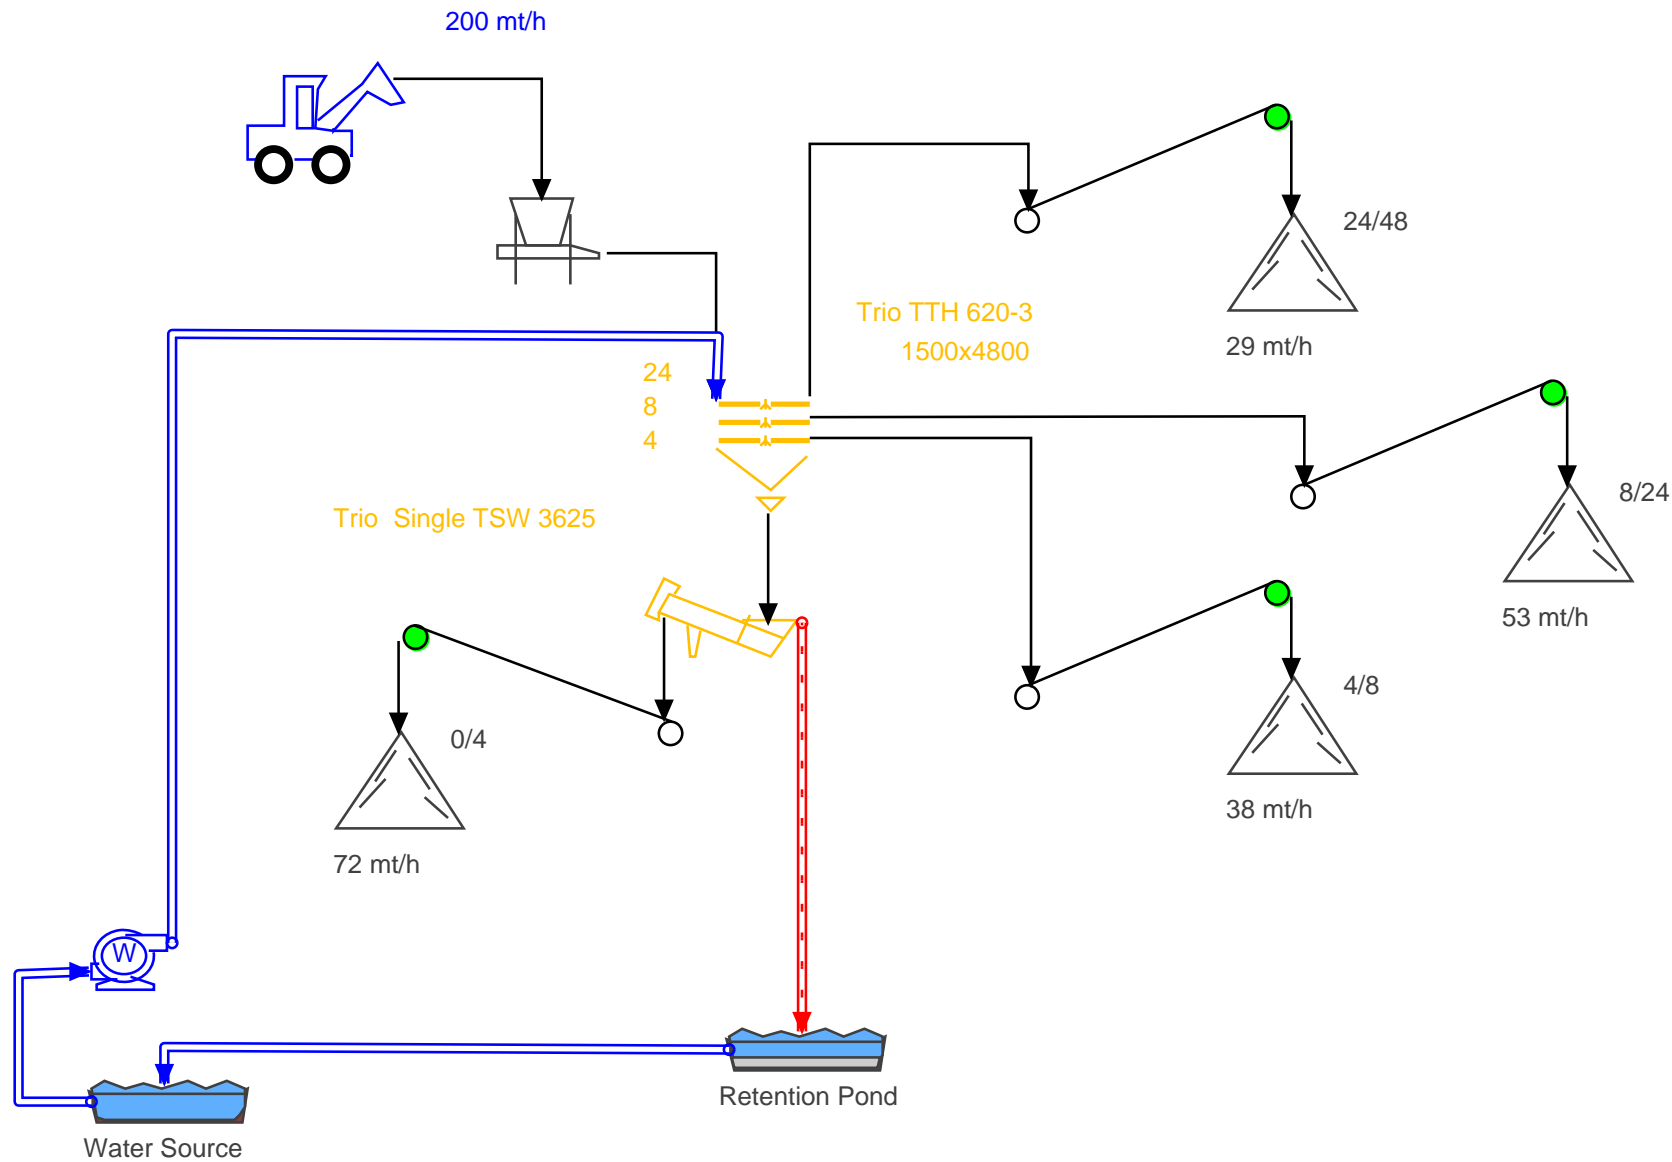 200 mt/h
24/48
Trio TTH 620-3
1500x4800
29 mt/h
24
8
4
8/24
Trio  Single TSW 3625
53 mt/h
4/8
0/4
38 mt/h
72 mt/h
W
Retention Pond
Water Source